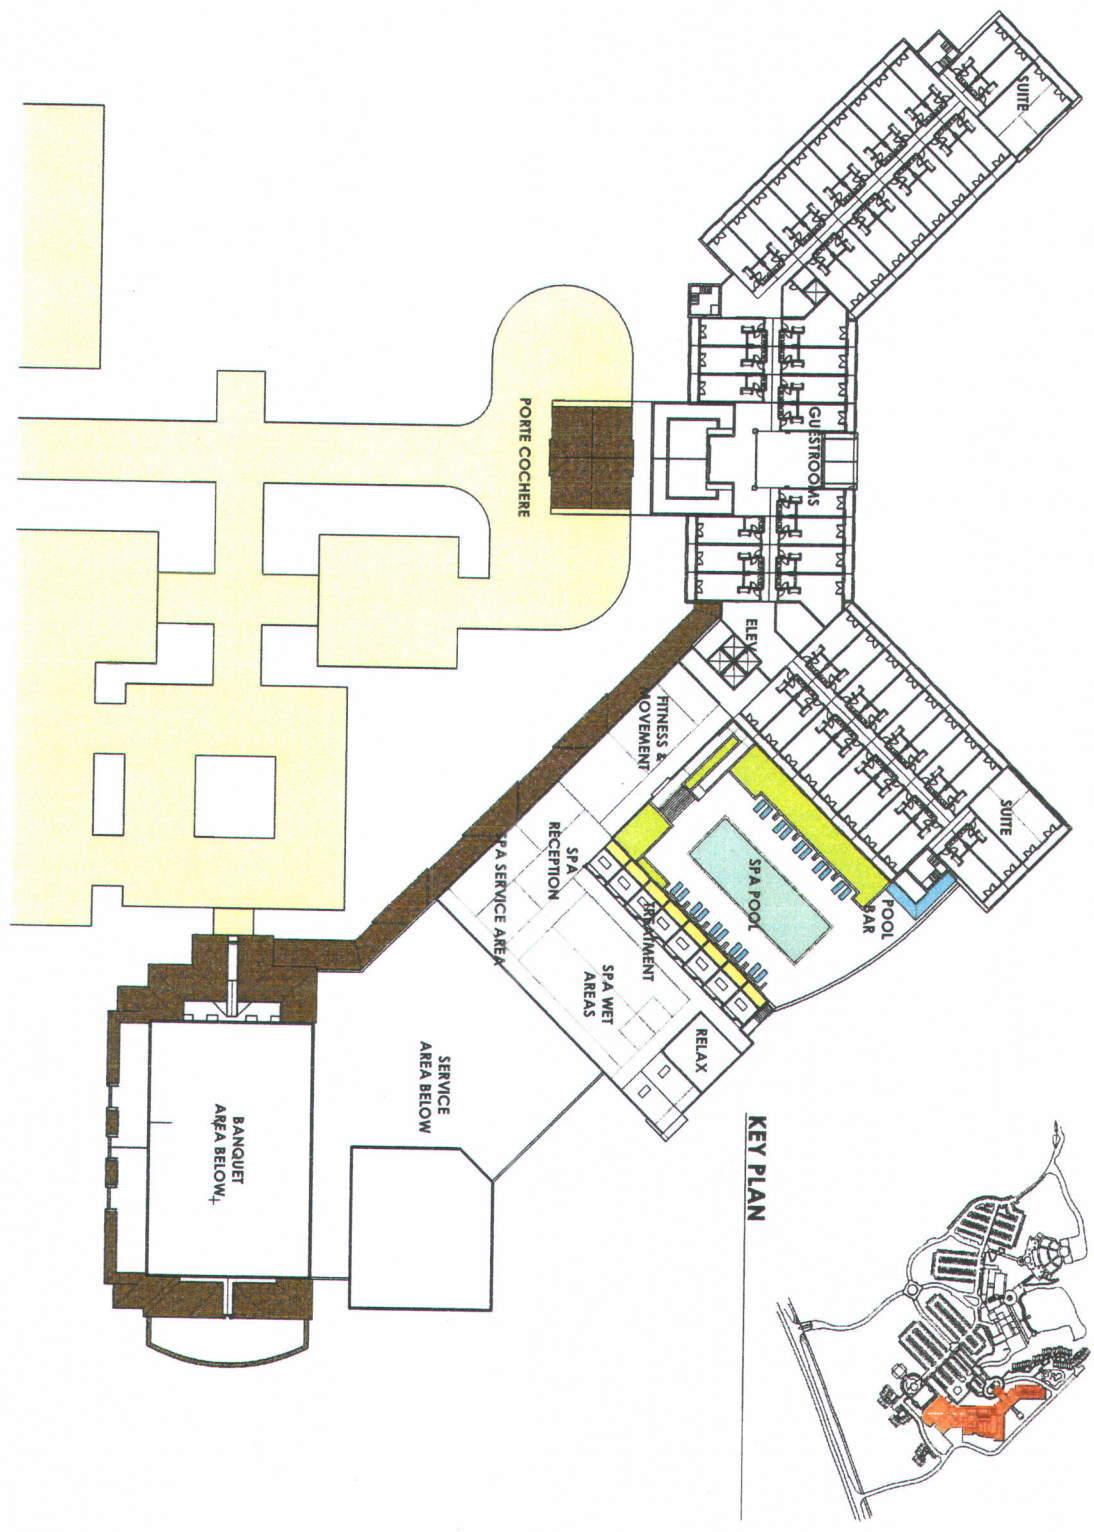 SUITE
GUESTROOMS
PORTE COCHERE
ELEV
FITNESS &
MOVEMENT
SUITE
POOL
BAR
SPA POOL
TREATMENT
SPA
RECEPTION
SPA SERVICE AREA
SPA WET
AREAS
RELAX
SERVICE
AREA BELOW
BANQUET
AREA BELOW
KEY PLAN